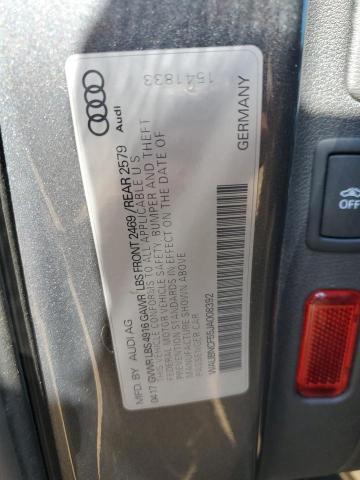 1541833
Audi
MFD. BY AUDI AG
04.17 GVWR LBS 4916 GAWR LBS FRONT 2469/REAR 2579
THIS VEHICLE CONFORMS TO ALL APPLICABLE US
FEDERAL MOTOR VEHICLE SAFETY, BUMPER AND THEFT
PREVENTION STANDARDS IN EFFECT ON THE DATE OF
MANUFACTURE SHOWN ABOVE
WAUBNCF55JA008392
GERMANY
OFF